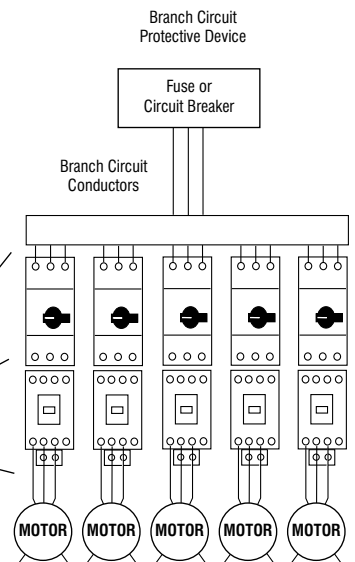 Branch Circuit
Protective Device
Fuse or
Circuit Breaker
Branch Circuit
Conductors
MOTOR MOTOR MOTOR MOTOR MOTOR